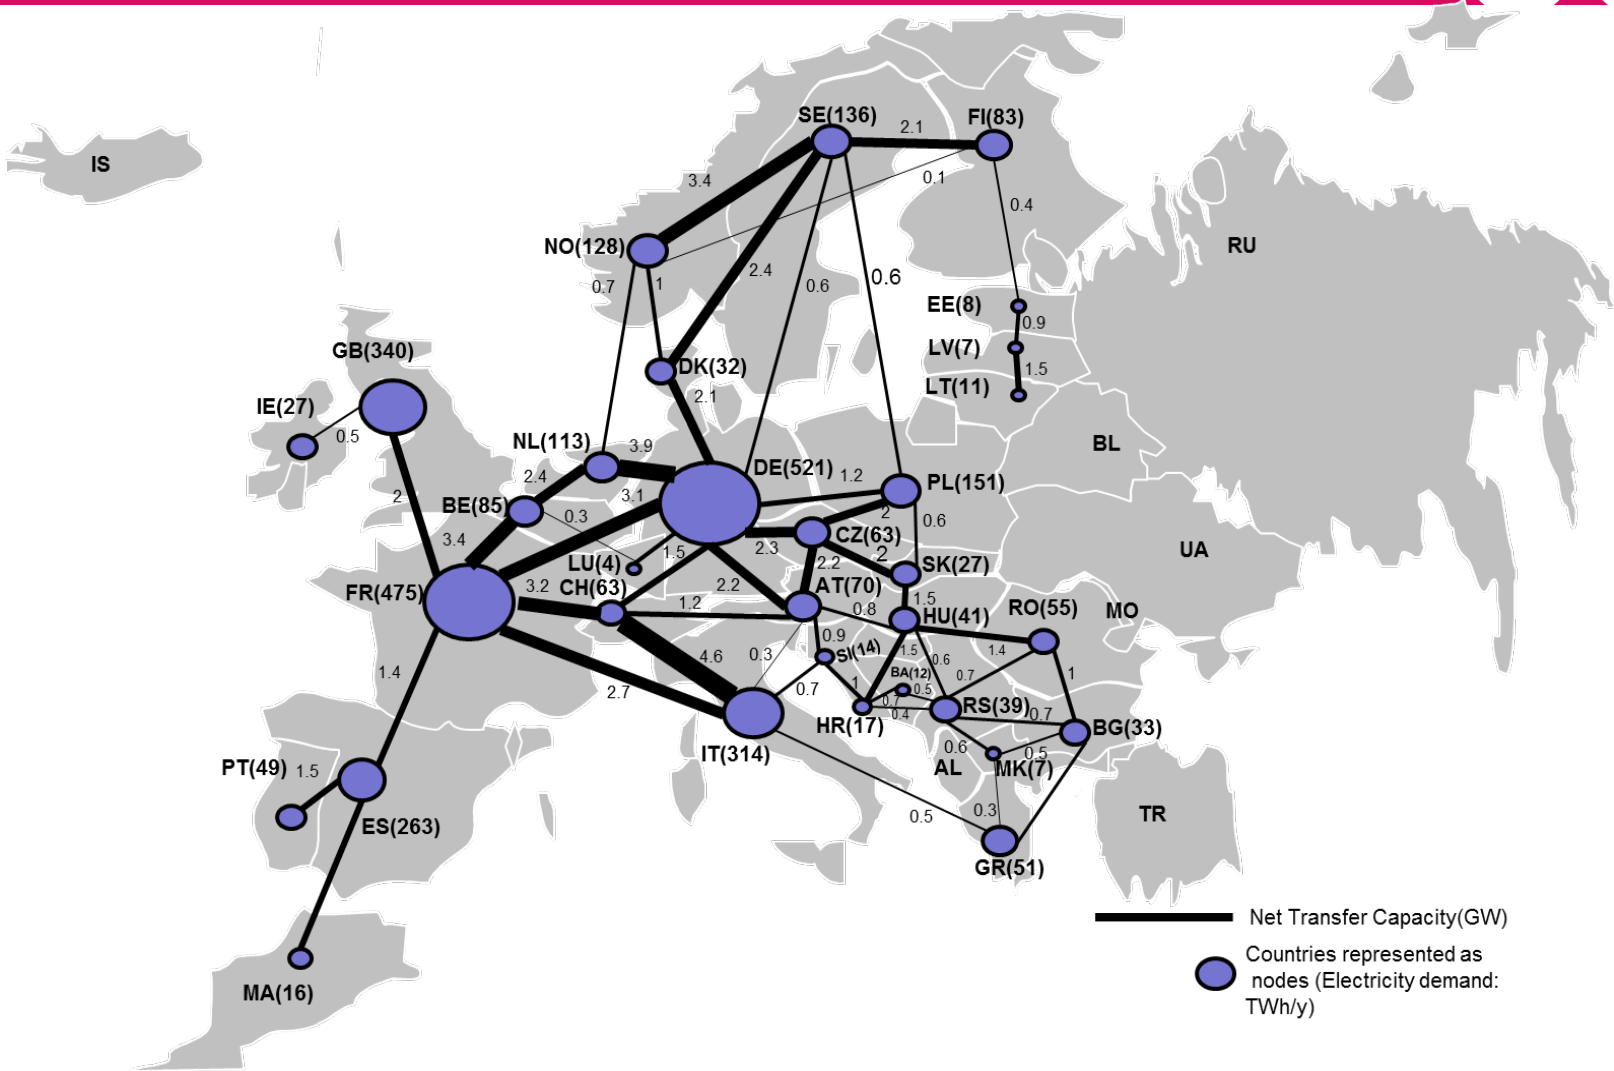 SE(136)
FI(83)
2.1
IS
0.1
3.4
0.4
NO(128)
RU
2.4
0.6
0.6
0.7
1
EE(8)
0.9
GB(340)
LV(7)
DK(32)
1.5
LT(11)
2.1
IE(27)
0.5
NL(113)
3.9
BL
DE(521)
2.4
1.2
PL(151)
3.1
2
BE(85)
0.3
2
0.6
CZ(63)
3.4
2.3
1.5
2
UA
LU(4)
2.2
SK(27)
FR(475)
3.2
CH(63)
2.2
AT(70)
1.5
1.2
0.8
RO(55)
MO
HU(41)
0.9
4.6
0.3
SI(14)
1.5
0.6
1.4
1.4
BA(12)
0.7
1
2.7
0.7
1
0.5
0.7
0.4
RS(39)
0.7
HR(17)
BG(33)
IT(314)
0.6
0.5
PT(49)
1.5
AL
MK(7)
0.5
0.3
TR
ES(263)
GR(51)
Net Transfer Capacity(GW)
Countries represented as
nodes (Electricity demand:
TWh/y)
MA(16)